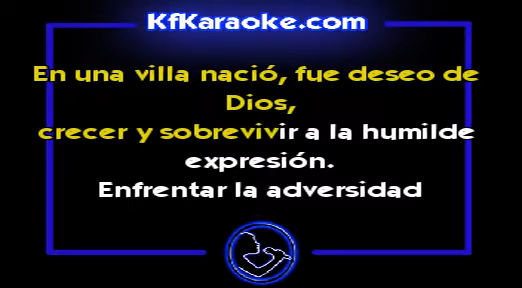 KfKaraoke.com
En una villa nació, fue deseo de
Dios,
crecer y sobrevivir a la humilde
expresión.
Enfrentar la adversidad